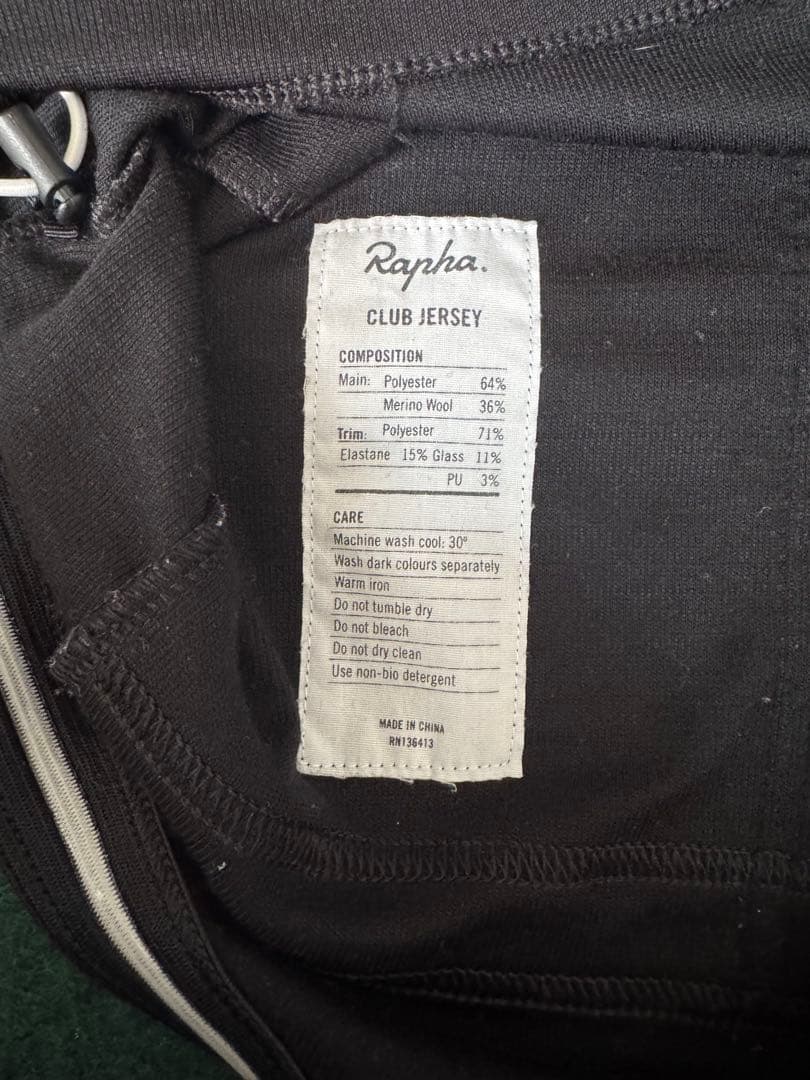 Rapha.
CLUB JERSEY
COMPOSITION
Main: Polyester 64%
Merino Wool 36%
Trim: Polyester 71%
Elastane 15% Glass 11%
PU 3%
CARE
Machine wash cool: 30°
Wash dark colours separately
Warm iron
Do not tumble dry
Do not bleach
Do not dry clean
Use non-bio detergent
MADE IN CHINA
RN136413